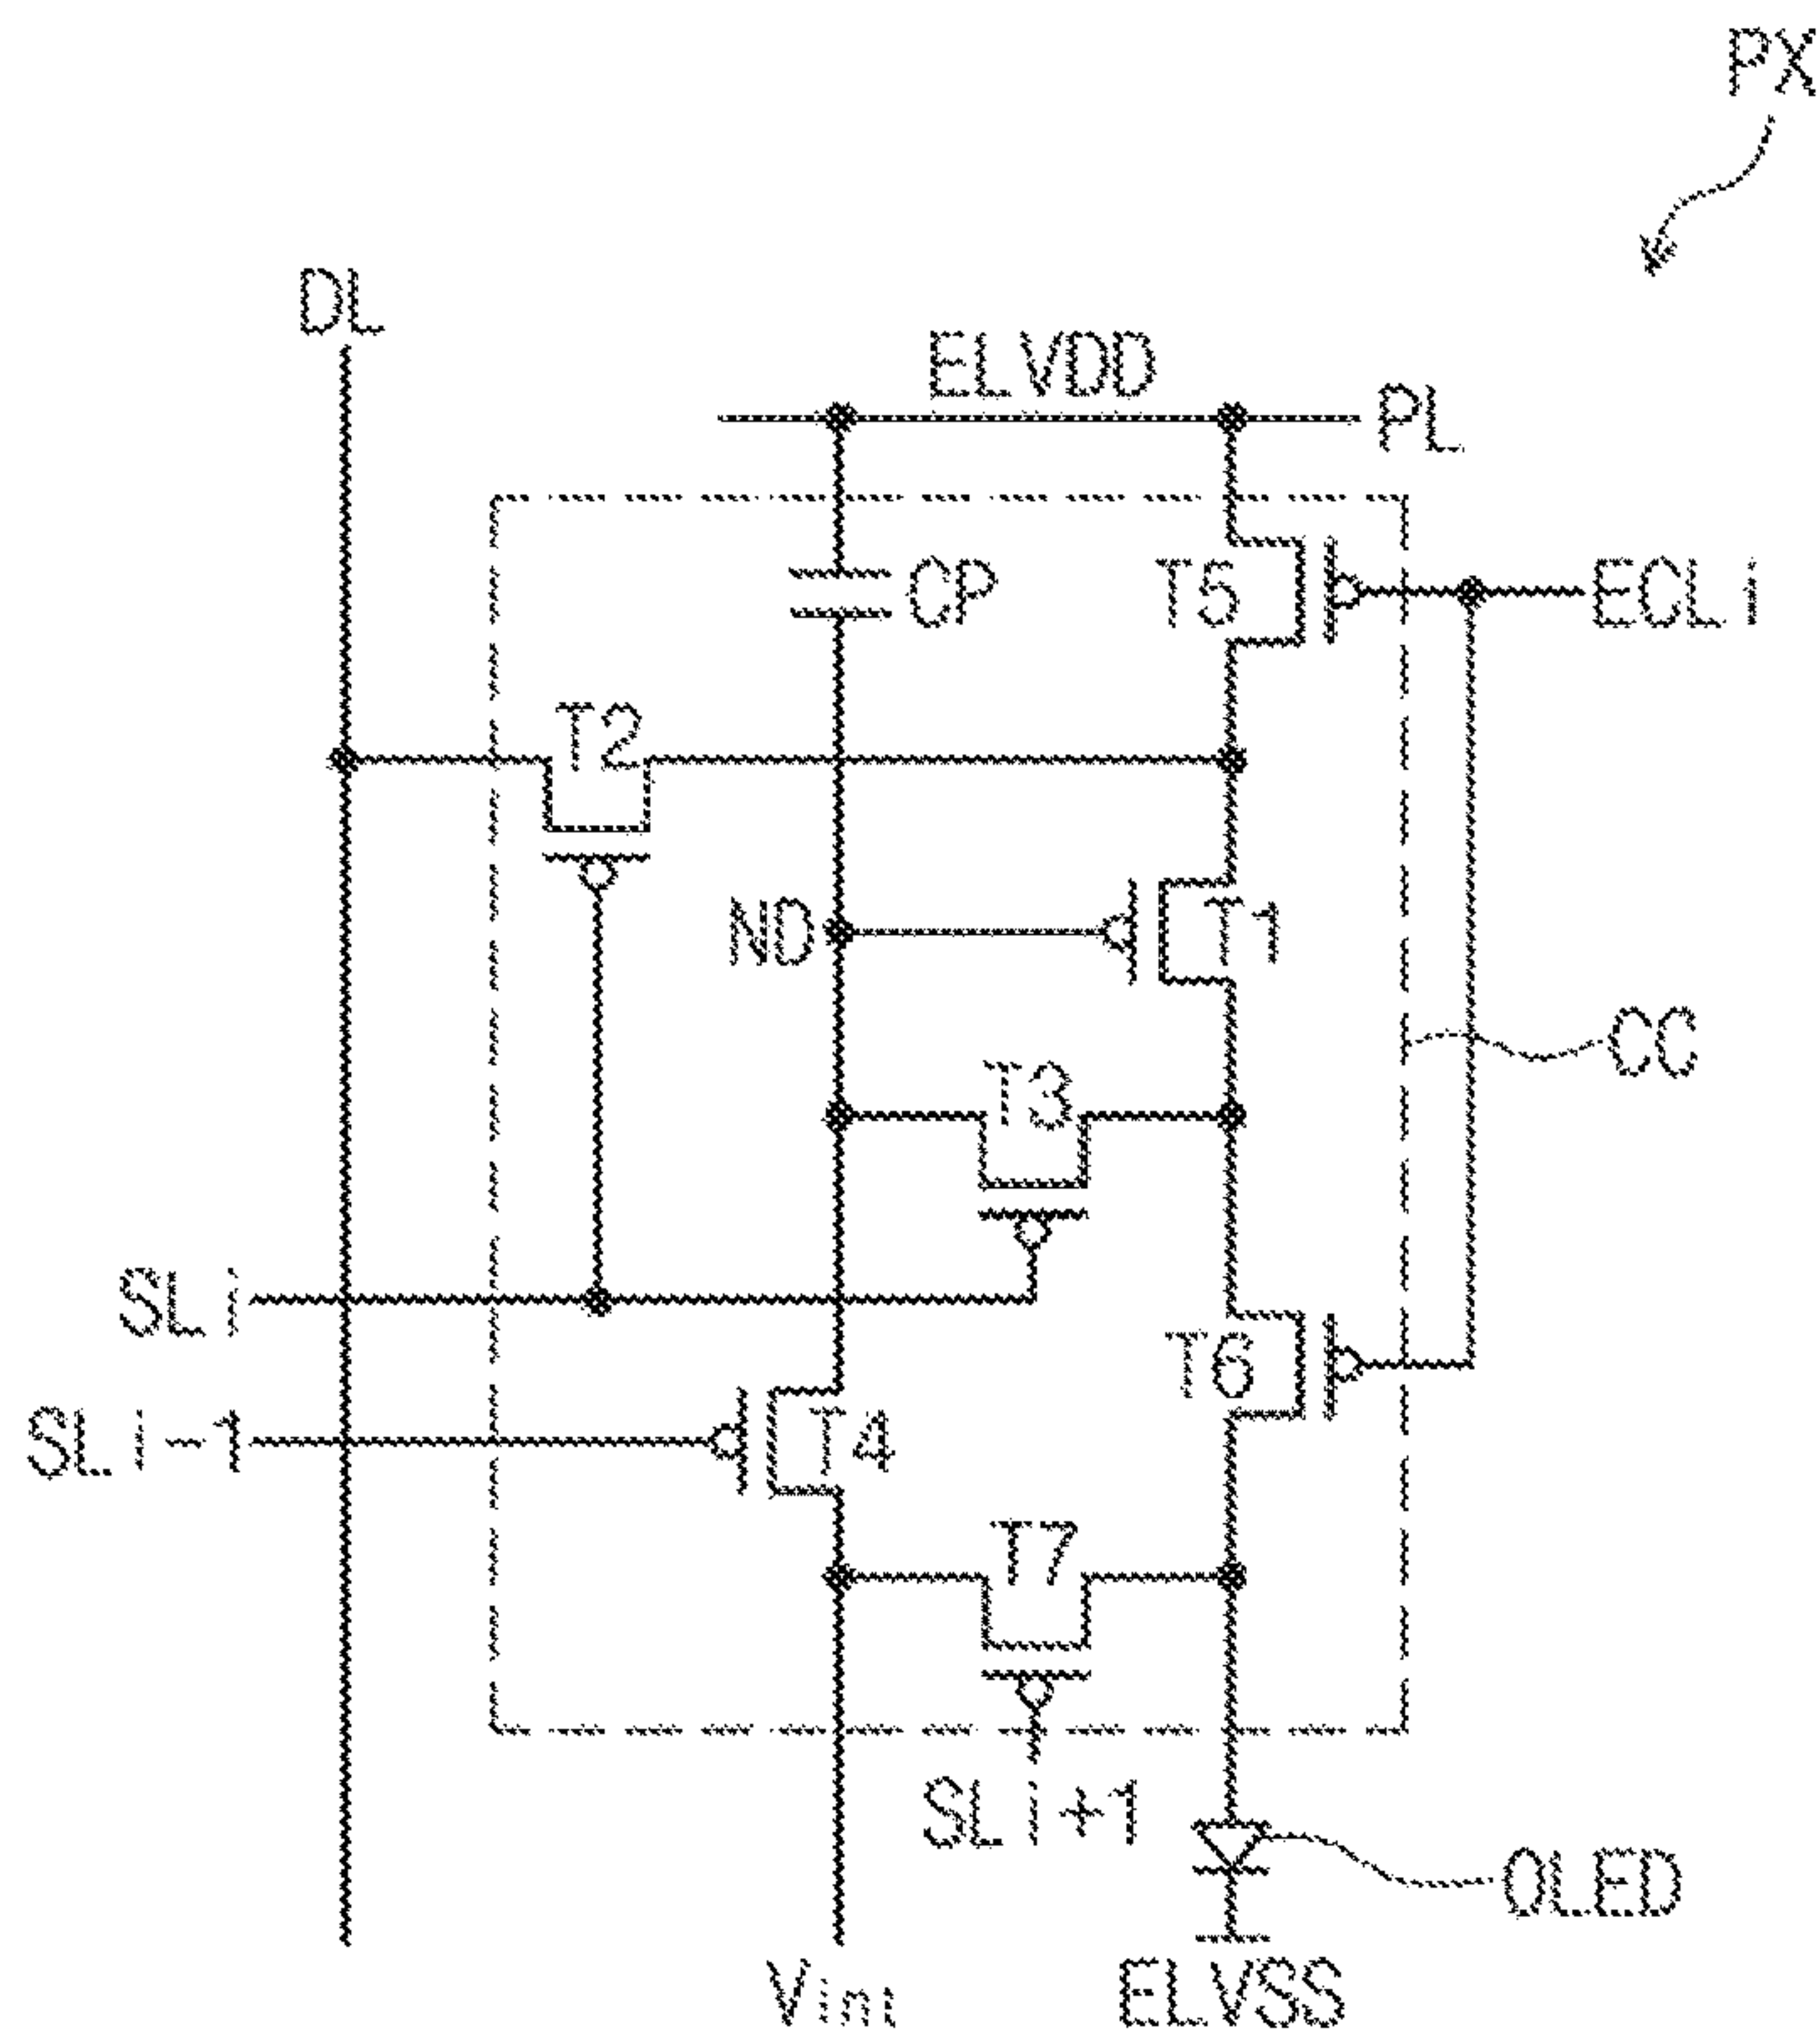 PX
DL
ELVDD
PL
CP
T5
ECLi
T2
ND
T1
CC
T3
SLi
T6
SLi-1
T4
T7
SLi+1
OLED
Vint
ELVSS